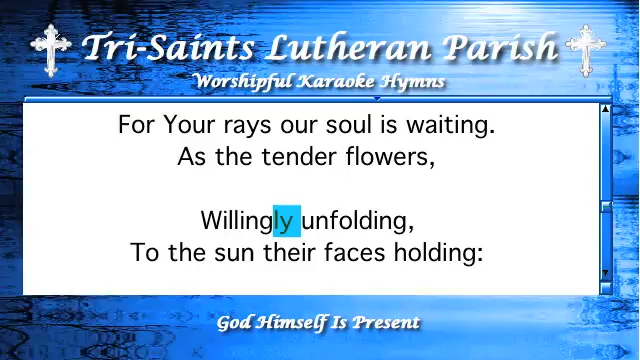 Tri-Saints Lutheran Parish
Worshipful Karaoke Hymns
For Your rays our soul is waiting.
As the tender flowers,
Willingly unfolding,
To the sun their faces holding:
God Himself Is Present